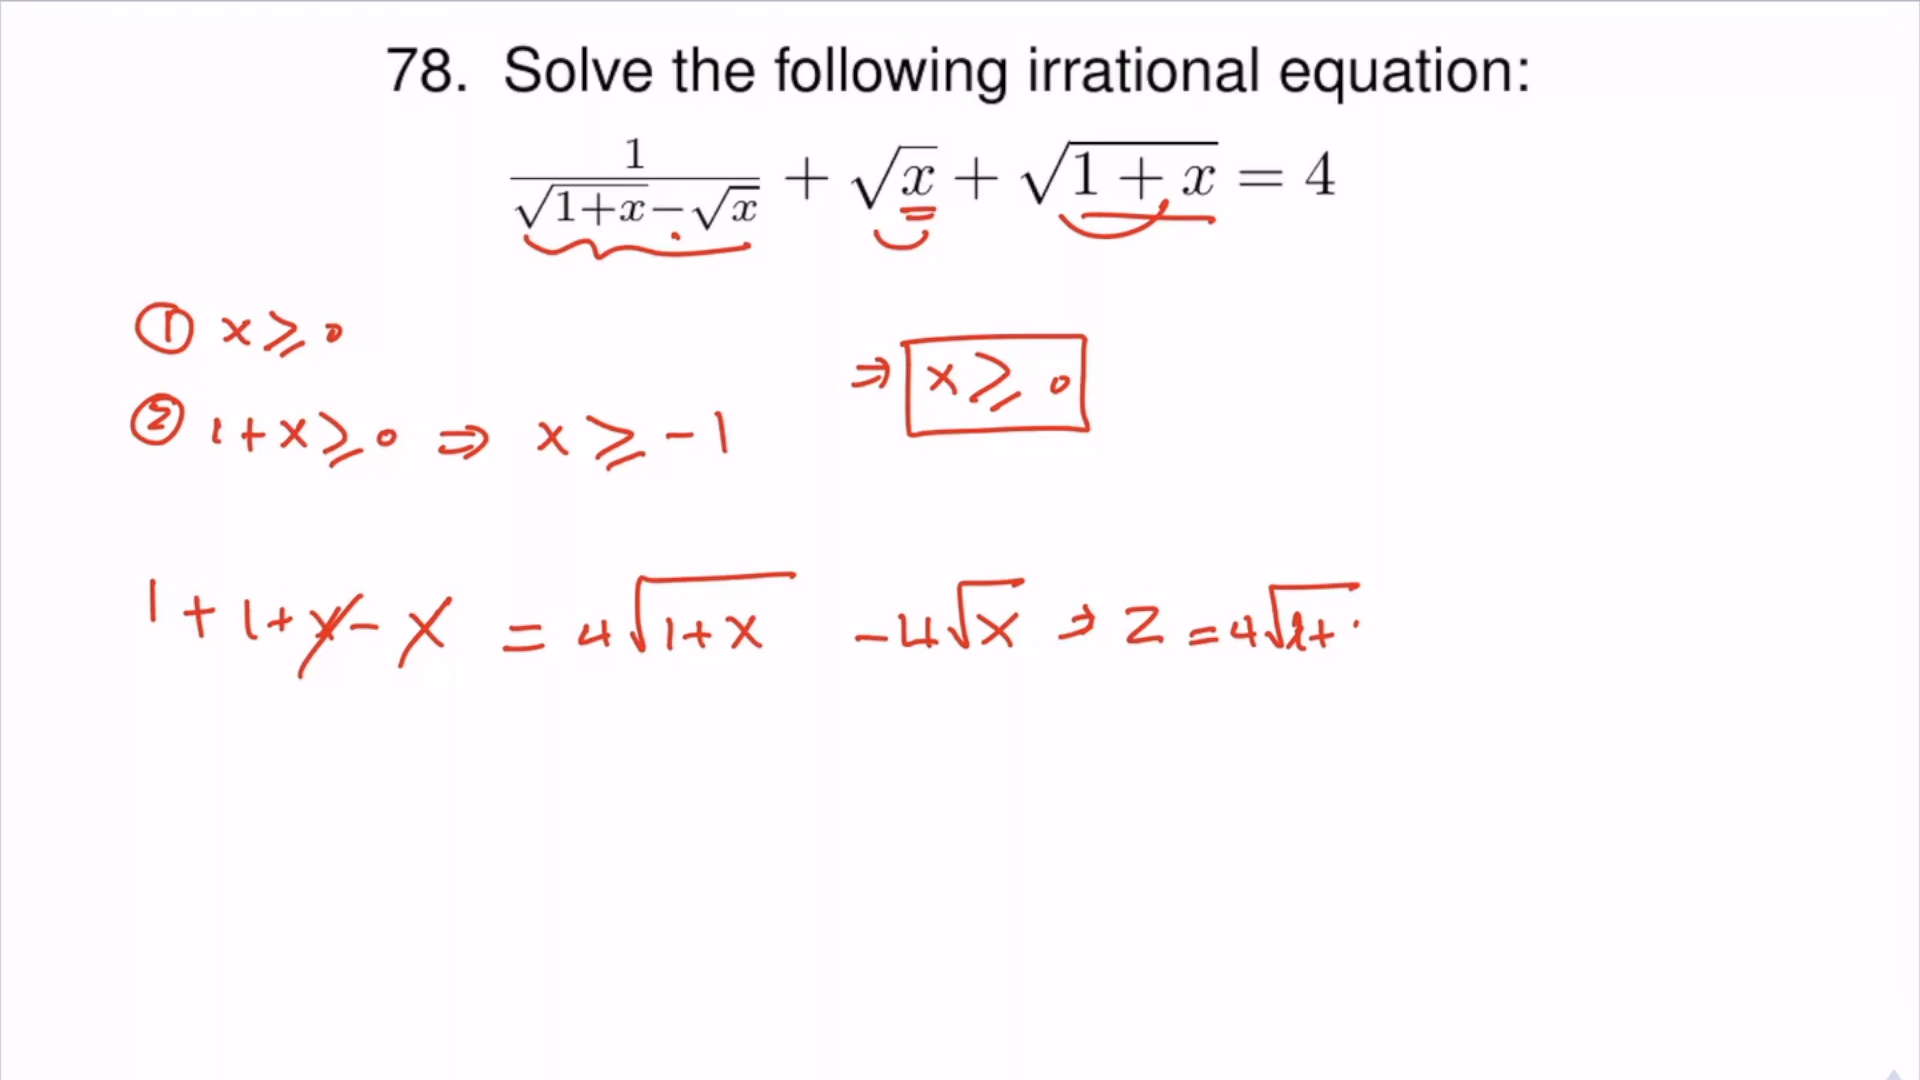 78. Solve the following irrational equation:
1/(√(1+x)−√x) + √x + √(1+x) = 4
① x ≥ 0
⇒ x ≥ 0
② 1+x ≥ 0 ⇒ x ≥ -1
1 + 1 + x - x = 4√(1+x) - 4√x ⇒ 2 = 4√1+